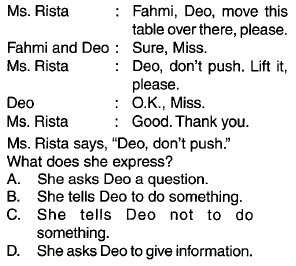 Ms. Rista : Fahmi, Deo, move this
table over there, please.
Fahmi and Deo : Sure, Miss.
Ms. Rista : Deo, don't push. Lift it,
please.
Deo : O.K., Miss.
Ms. Rista : Good. Thank you.
Ms. Rista says, "Deo, don't push."
What does she express?
A. She asks Deo a question.
B. She tells Deo to do something.
C. She tells Deo not to do
something.
D. She asks Deo to give information.